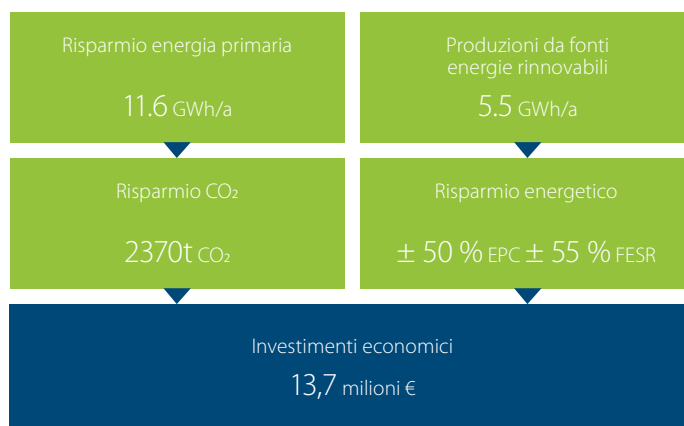 Risparmio energia primaria
11.6 GWh/a
Produzioni da fonti
energie rinnovabili
5.5 GWh/a
Risparmio CO₂
2370t CO₂
Risparmio energetico
± 50 % EPC ± 55 % FESR
Investimenti economici
13,7 milioni €